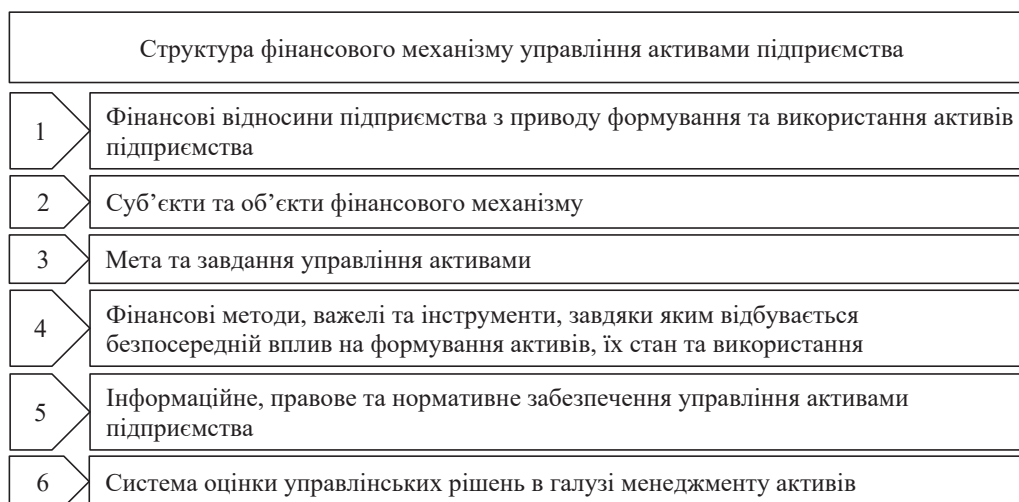 Структура фінансового механізму управління активами підприємства
1
Фінансові відносини підприємства з приводу формування та використання активів
підприємства
2
Суб’єкти та об’єкти фінансового механізму
3
Мета та завдання управління активами
4
Фінансові методи, важелі та інструменти, завдяки яким відбувається
безпосередній вплив на формування активів, їх стан та використання
5
Інформаційне, правове та нормативне забезпечення управління активами
підприємства
6
Система оцінки управлінських рішень в галузі менеджменту активів